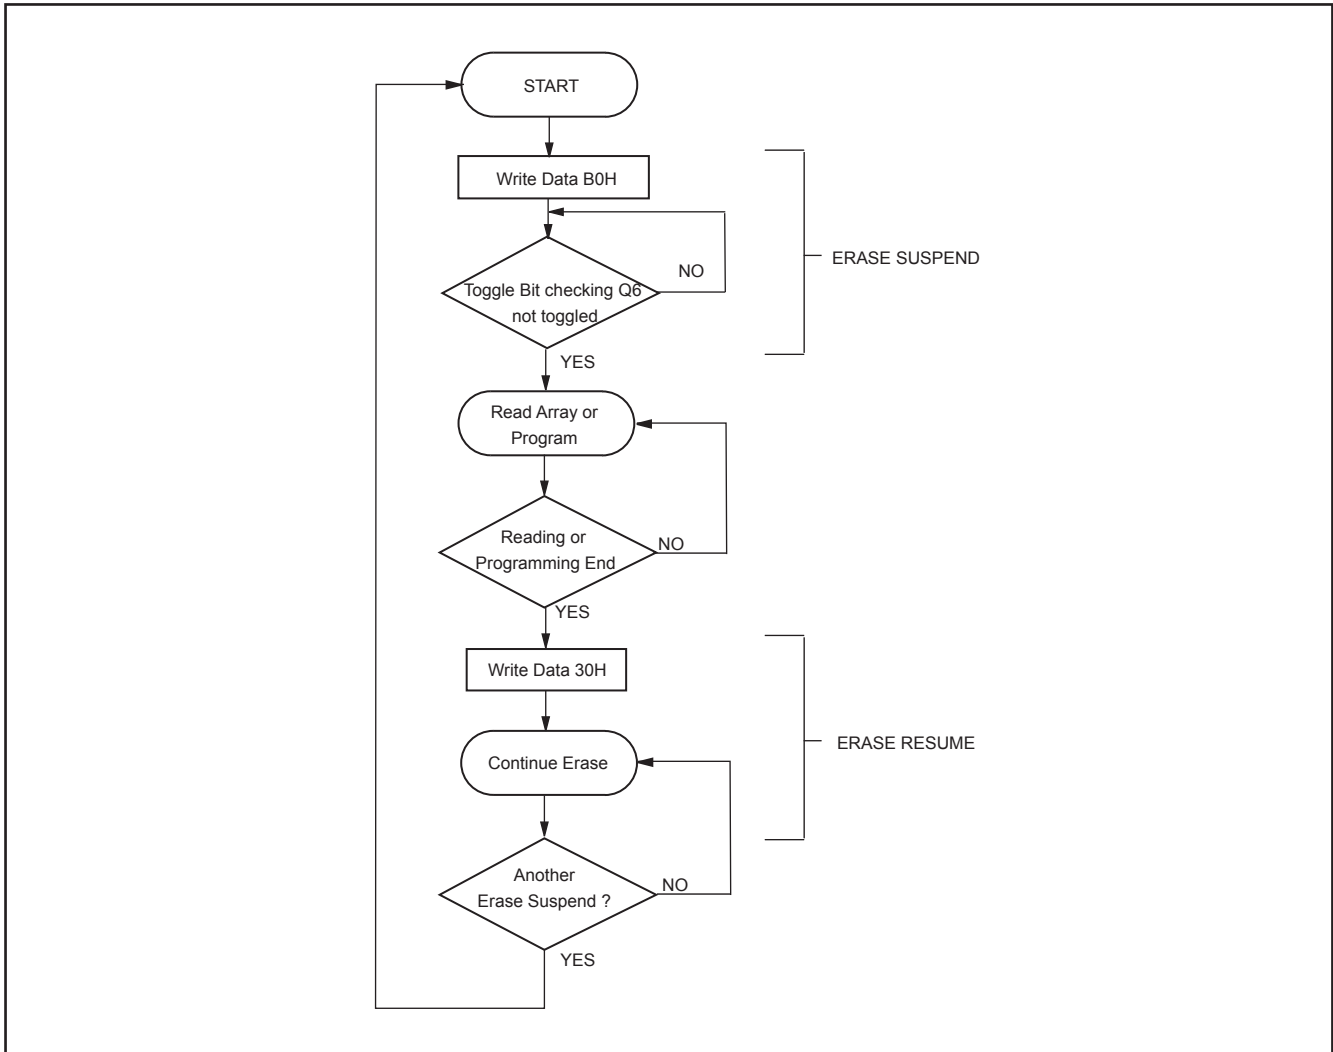 START
Write Data B0H
ERASE SUSPEND
NO
Toggle Bit checking Q6
not toggled
YES
Read Array or
Program
Reading or
Programming End
NO
YES
Write Data 30H
ERASE RESUME
Continue Erase
Another
Erase Suspend ?
NO
YES